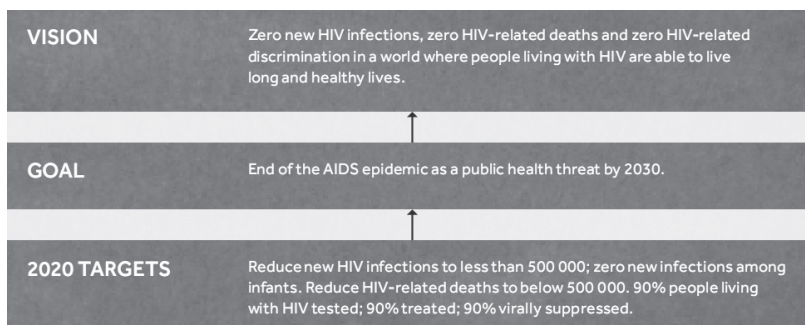 VISION
Zero new HIV infections, zero HIV-related deaths and zero HIV-related
discrimination in a world where people living with HIV are able to live
long and healthy lives.
GOAL
End of the AIDS epidemic as a public health threat by 2030.
2020 TARGETS
Reduce new HIV infections to less than 500 000; zero new infections among
infants. Reduce HIV-related deaths to below 500 000. 90% people living
with HIV tested; 90% treated; 90% virally suppressed.